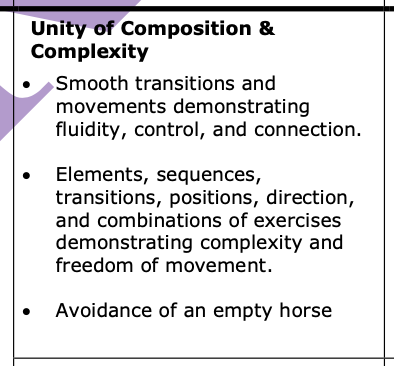 Unity of Composition &
Complexity
• Smooth transitions and
movements demonstrating
fluidity, control, and connection.
• Elements, sequences,
transitions, positions, direction,
and combinations of exercises
demonstrating complexity and
freedom of movement.
• Avoidance of an empty horse